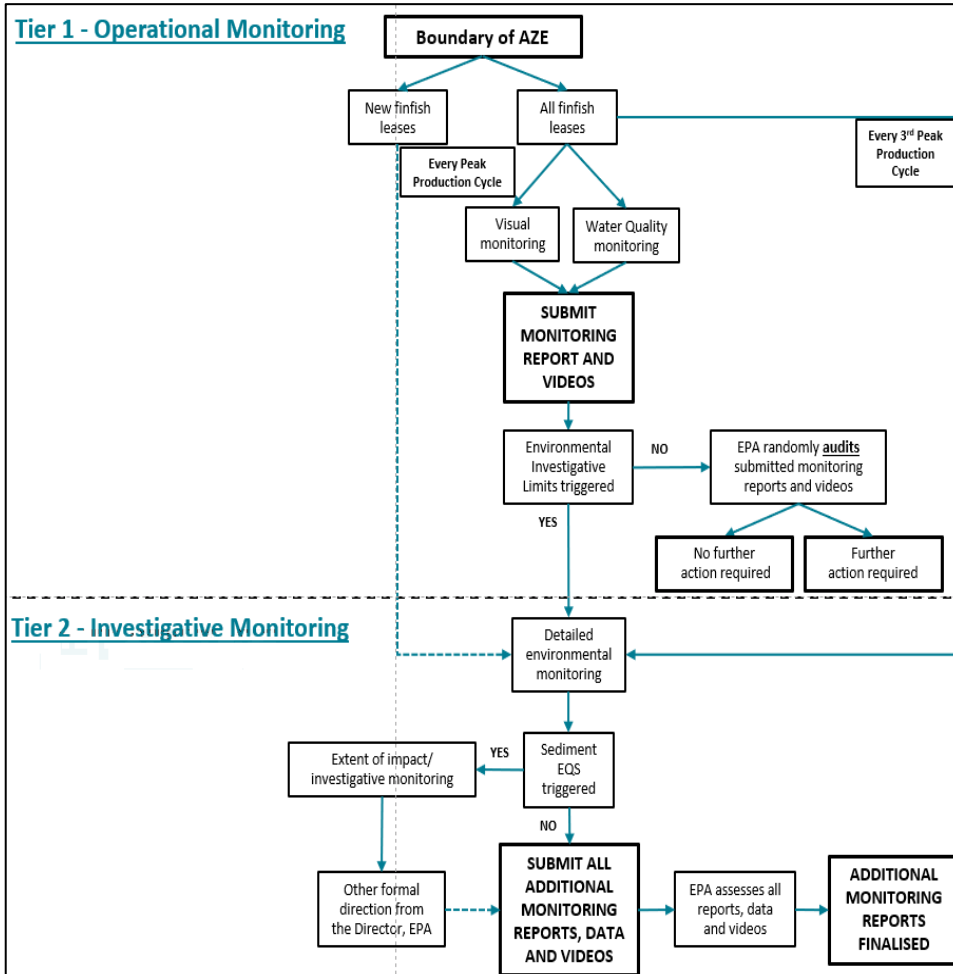 Tier 1 - Operational Monitoring
Boundary of AZE
New finfish
leases
All finfish
leases
Every Peak
Production Cycle
Every 3rd Peak
Production
Cycle
Visual
monitoring
Water Quality
monitoring
SUBMIT
MONITORING
REPORT AND
VIDEOS
Environmental
Investigative
Limits triggered
NO
EPA randomly audits
submitted monitoring
reports and videos
YES
No further
action required
Further
action required
Tier 2 - Investigative Monitoring
Detailed
environmental
monitoring
Sediment
EQS
triggered
YES
Extent of impact/
investigative monitoring
NO
Other formal
direction from
the Director, EPA
SUBMIT ALL
ADDITIONAL
MONITORING
REPORTS, DATA
AND VIDEOS
EPA assesses all
reports, data
and videos
ADDITIONAL
MONITORING
REPORTS
FINALISED